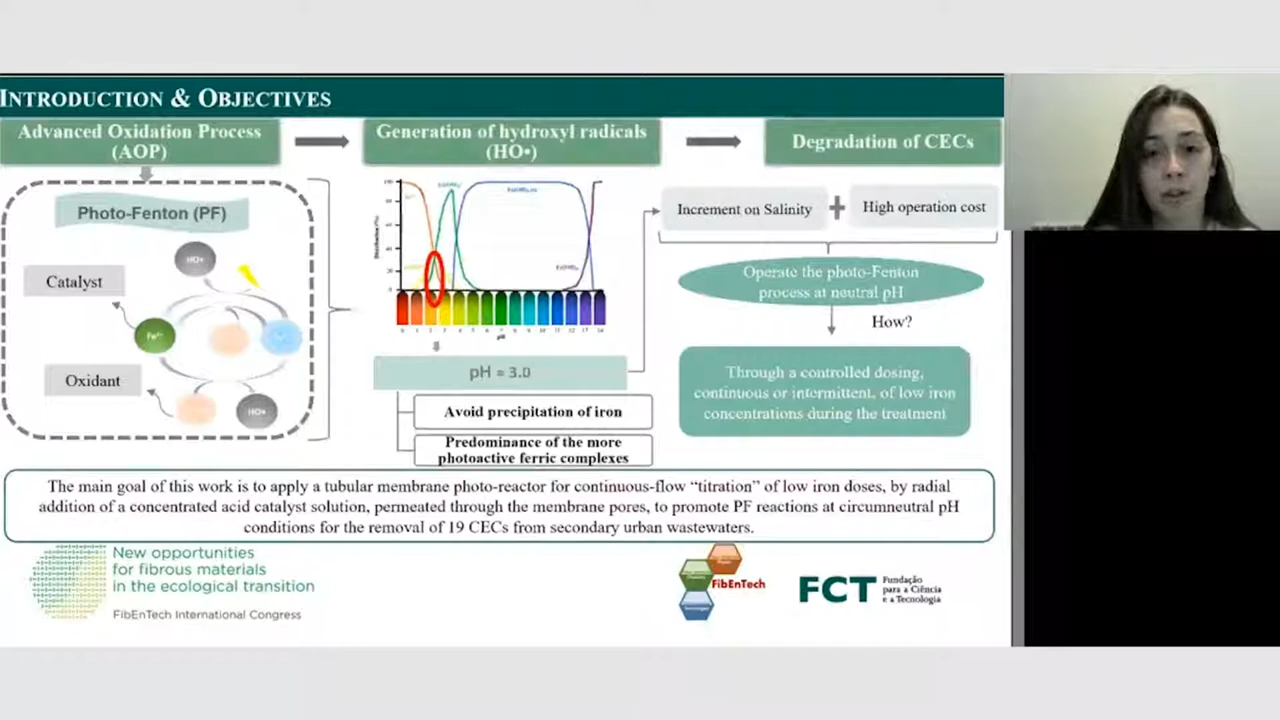 INTRODUCTION & OBJECTIVES
Advanced Oxidation Process
(AOP)
Generation of hydroxyl radicals
(HO•)
Degradation of CECs
Photo-Fenton (PF)
HO•
Catalyst
Fe²⁺
Oxidant
HO•
pH
pH = 3.0
Avoid precipitation of iron
Predominance of the more
photoactive ferric complexes
Increment on Salinity
+
High operation cost
Operate the photo-Fenton
process at neutral pH
How?
Through a controlled dosing,
continuous or intermittent, of low iron
concentrations during the treatment
The main goal of this work is to apply a tubular membrane photo-reactor for continuous-flow “titration” of low iron doses, by radial
addition of a concentrated acid catalyst solution, permeated through the membrane pores, to promote PF reactions at circumneutral pH
conditions for the removal of 19 CECs from secondary urban wastewaters.
New opportunities
for fibrous materials
in the ecological transition
FibEnTech International Congress
FibEnTech
FCT
Fundação
para a Ciência
e a Tecnologia